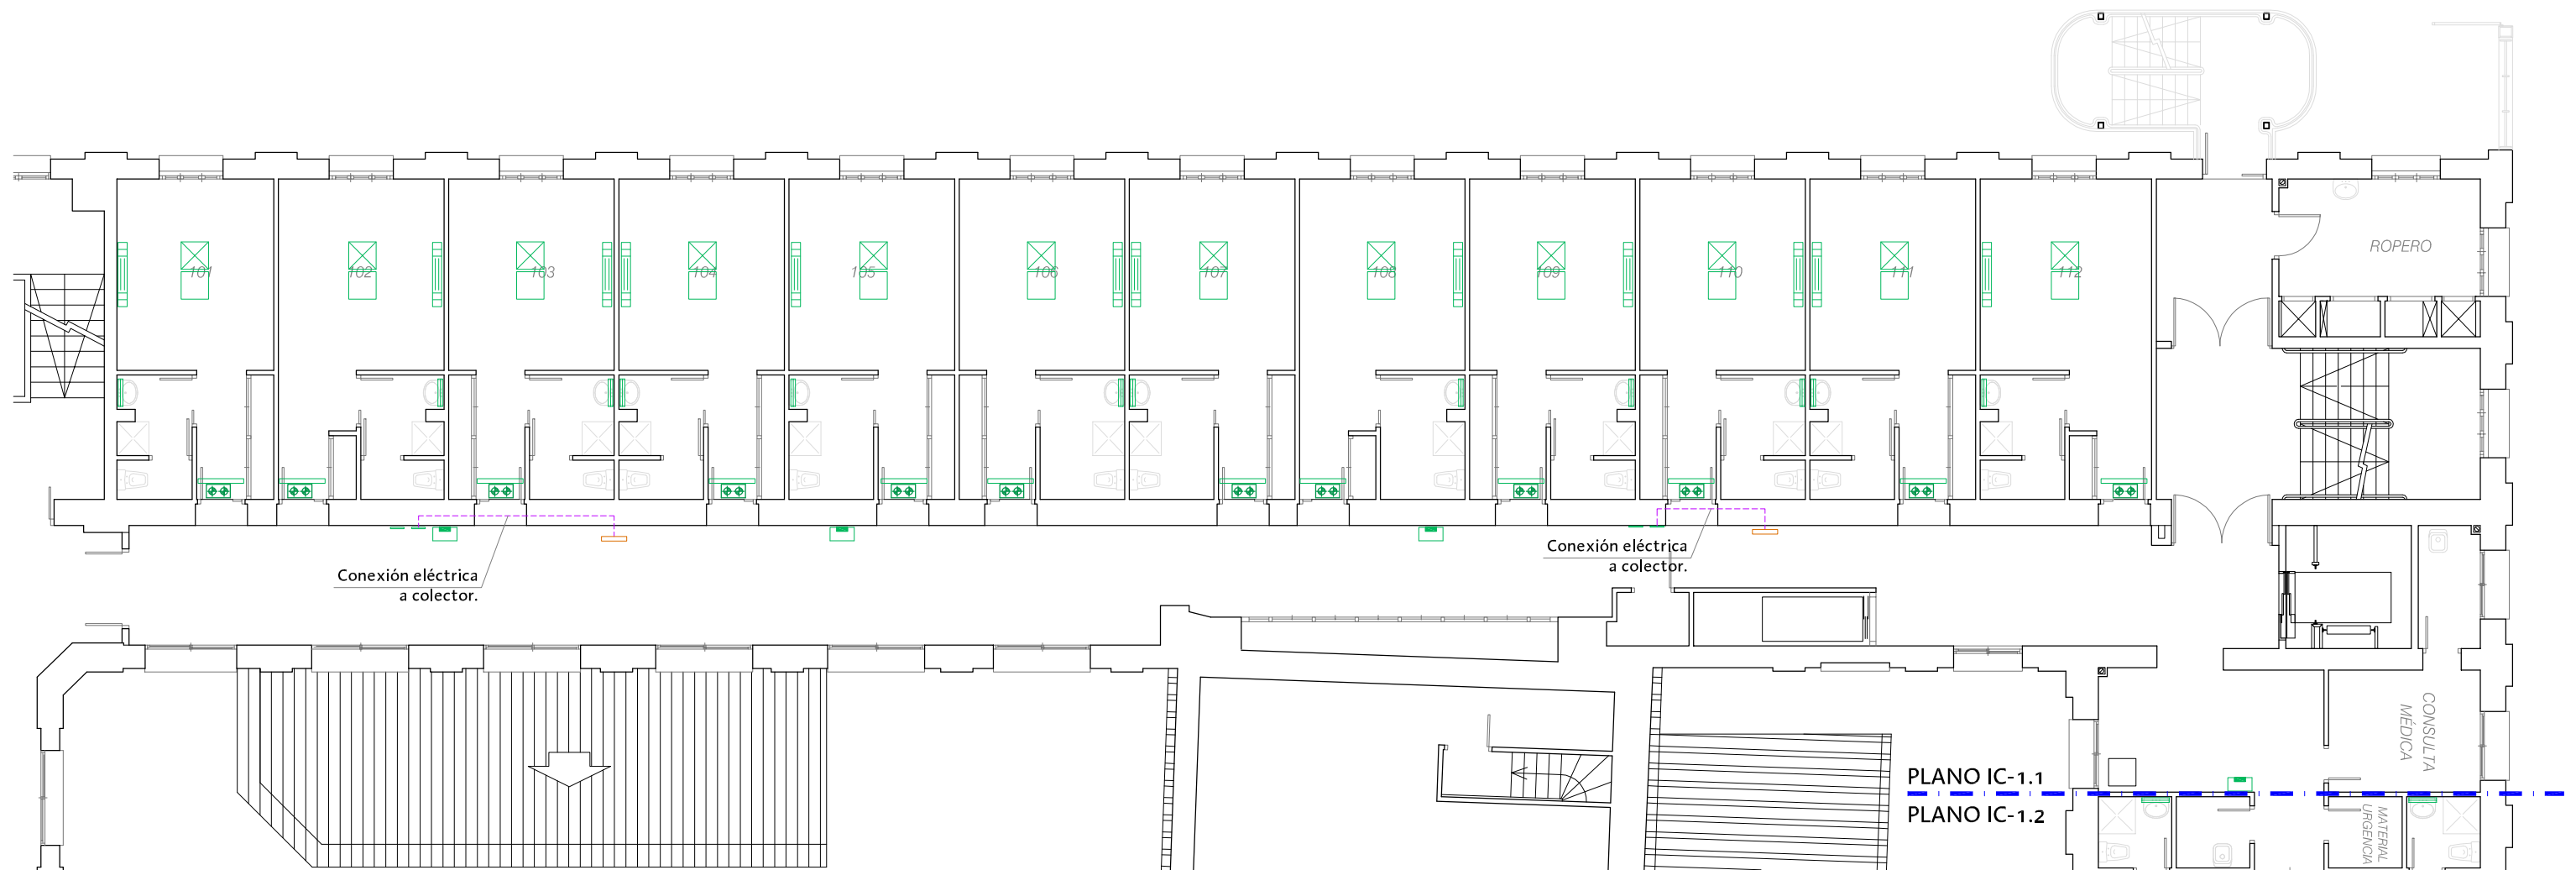 101
102
103
104
105
106
107
108
109
110
111
112
ROPERO
Conexión eléctrica
a colector.
Conexión eléctrica
a colector.
CONSULTA
MÉDICA
PLANO IC-1.1
PLANO IC-1.2
MATERIAL
URGENCIA